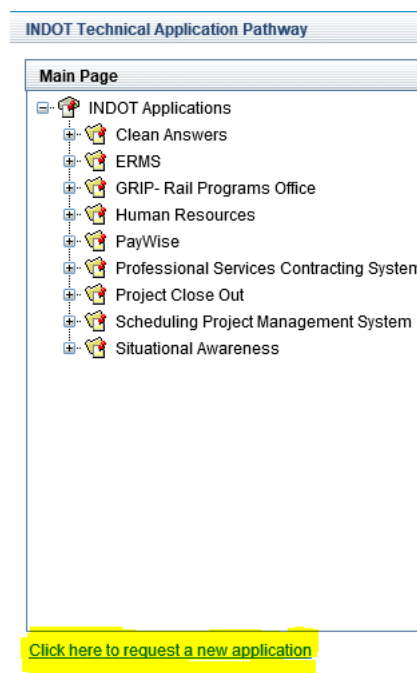 INDOT Technical Application Pathway
Main Page
INDOT Applications
Clean Answers
ERMS
GRIP- Rail Programs Office
Human Resources
PayWise
Professional Services Contracting System
Project Close Out
Scheduling Project Management System
Situational Awareness
Click here to request a new application